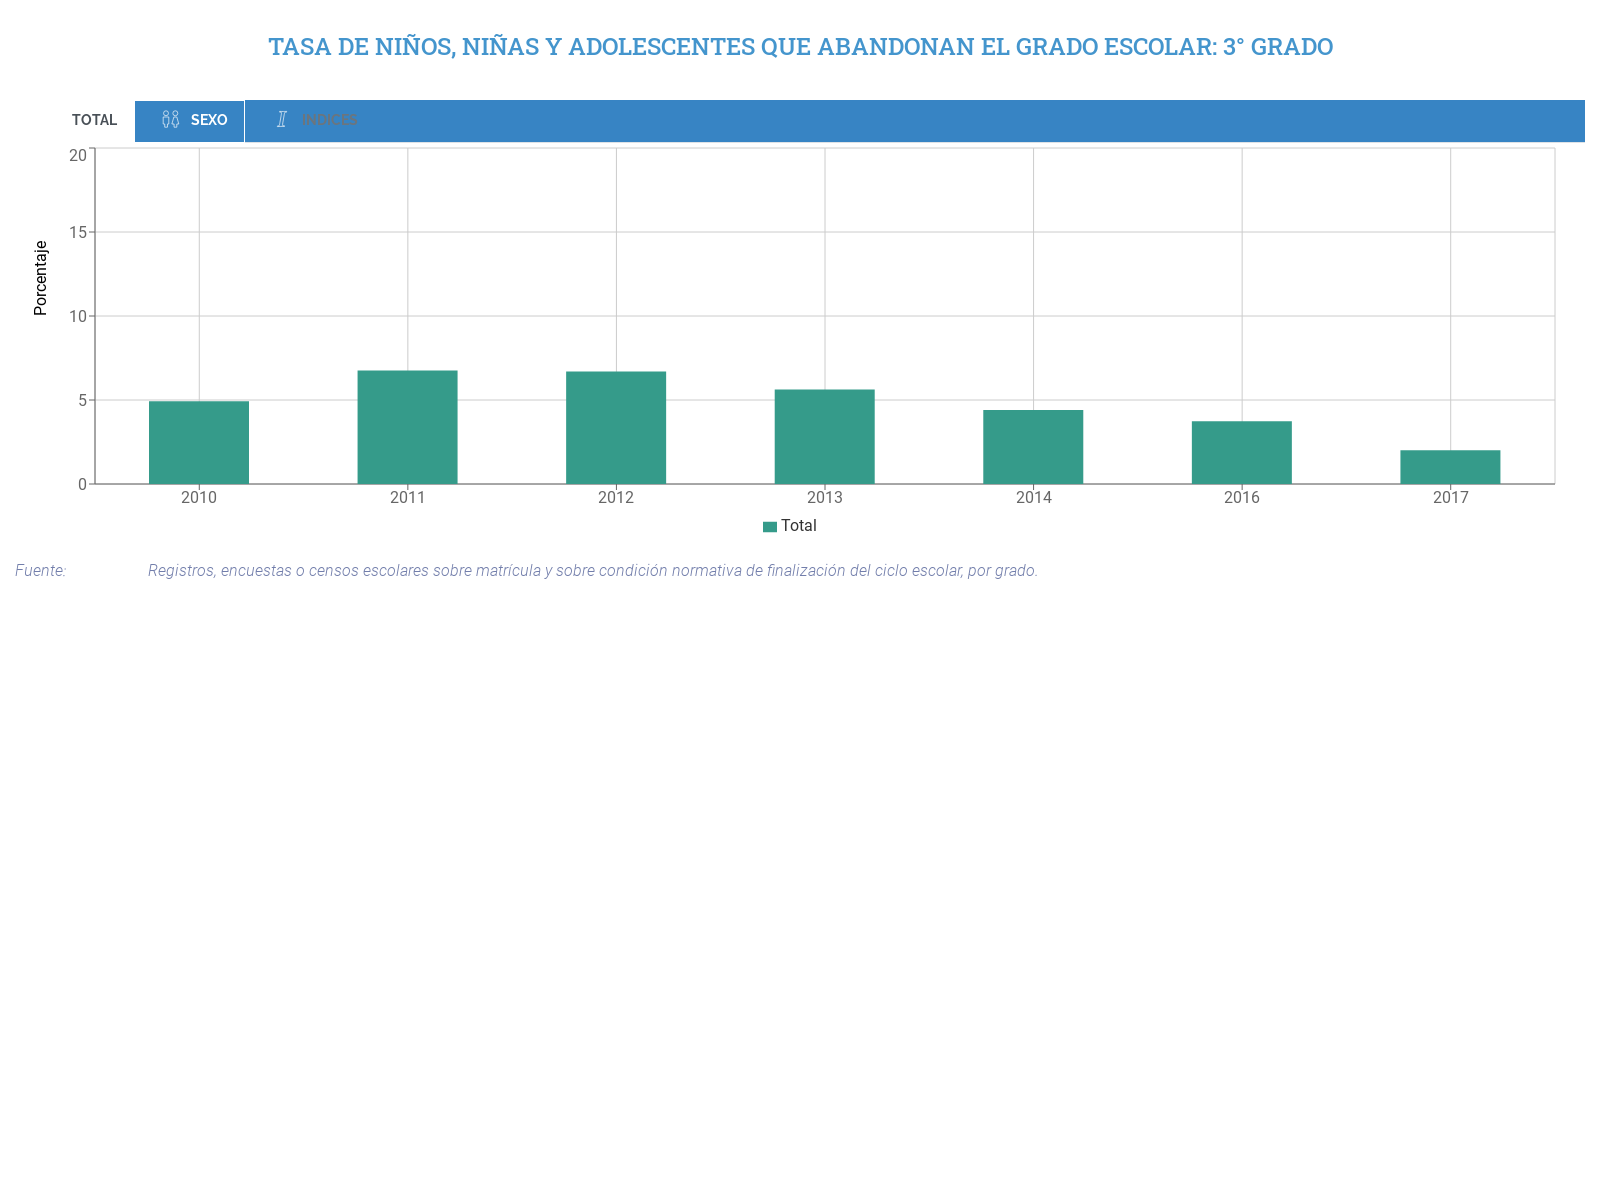 TASA DE NIÑOS, NIÑAS Y ADOLESCENTES QUE ABANDONAN EL GRADO ESCOLAR: 3° GRADO
TOTAL SEXO INDICES
20
15
10
5
0
Porcentaje
2010 2011 2012 2013 2014 2016 2017
Total
Fuente: Registros, encuestas o censos escolares sobre matrícula y sobre condición normativa de finalización del ciclo escolar, por grado.